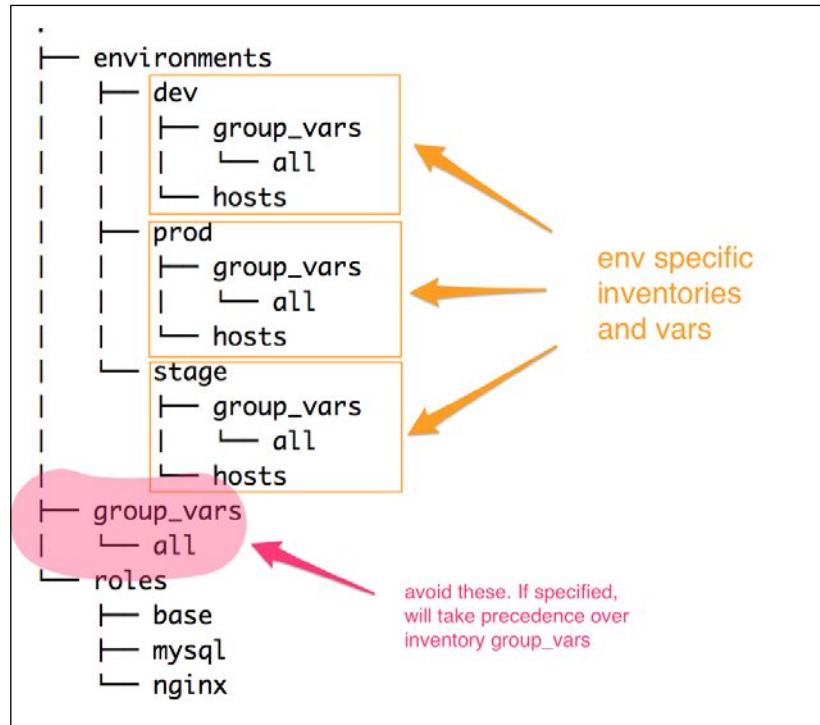 .
├── environments
│   ├── dev
│   │   ├── group_vars
│   │   │   └── all
│   │   └── hosts
│   ├── prod
│   │   ├── group_vars
│   │   │   └── all
│   │   └── hosts
│   └── stage
│       ├── group_vars
│       │   └── all
│       └── hosts
├── group_vars
│   └── all
└── roles
    ├── base
    ├── mysql
    └── nginx
env specific
inventories
and vars
avoid these. If specified,
will take precedence over
inventory group_vars